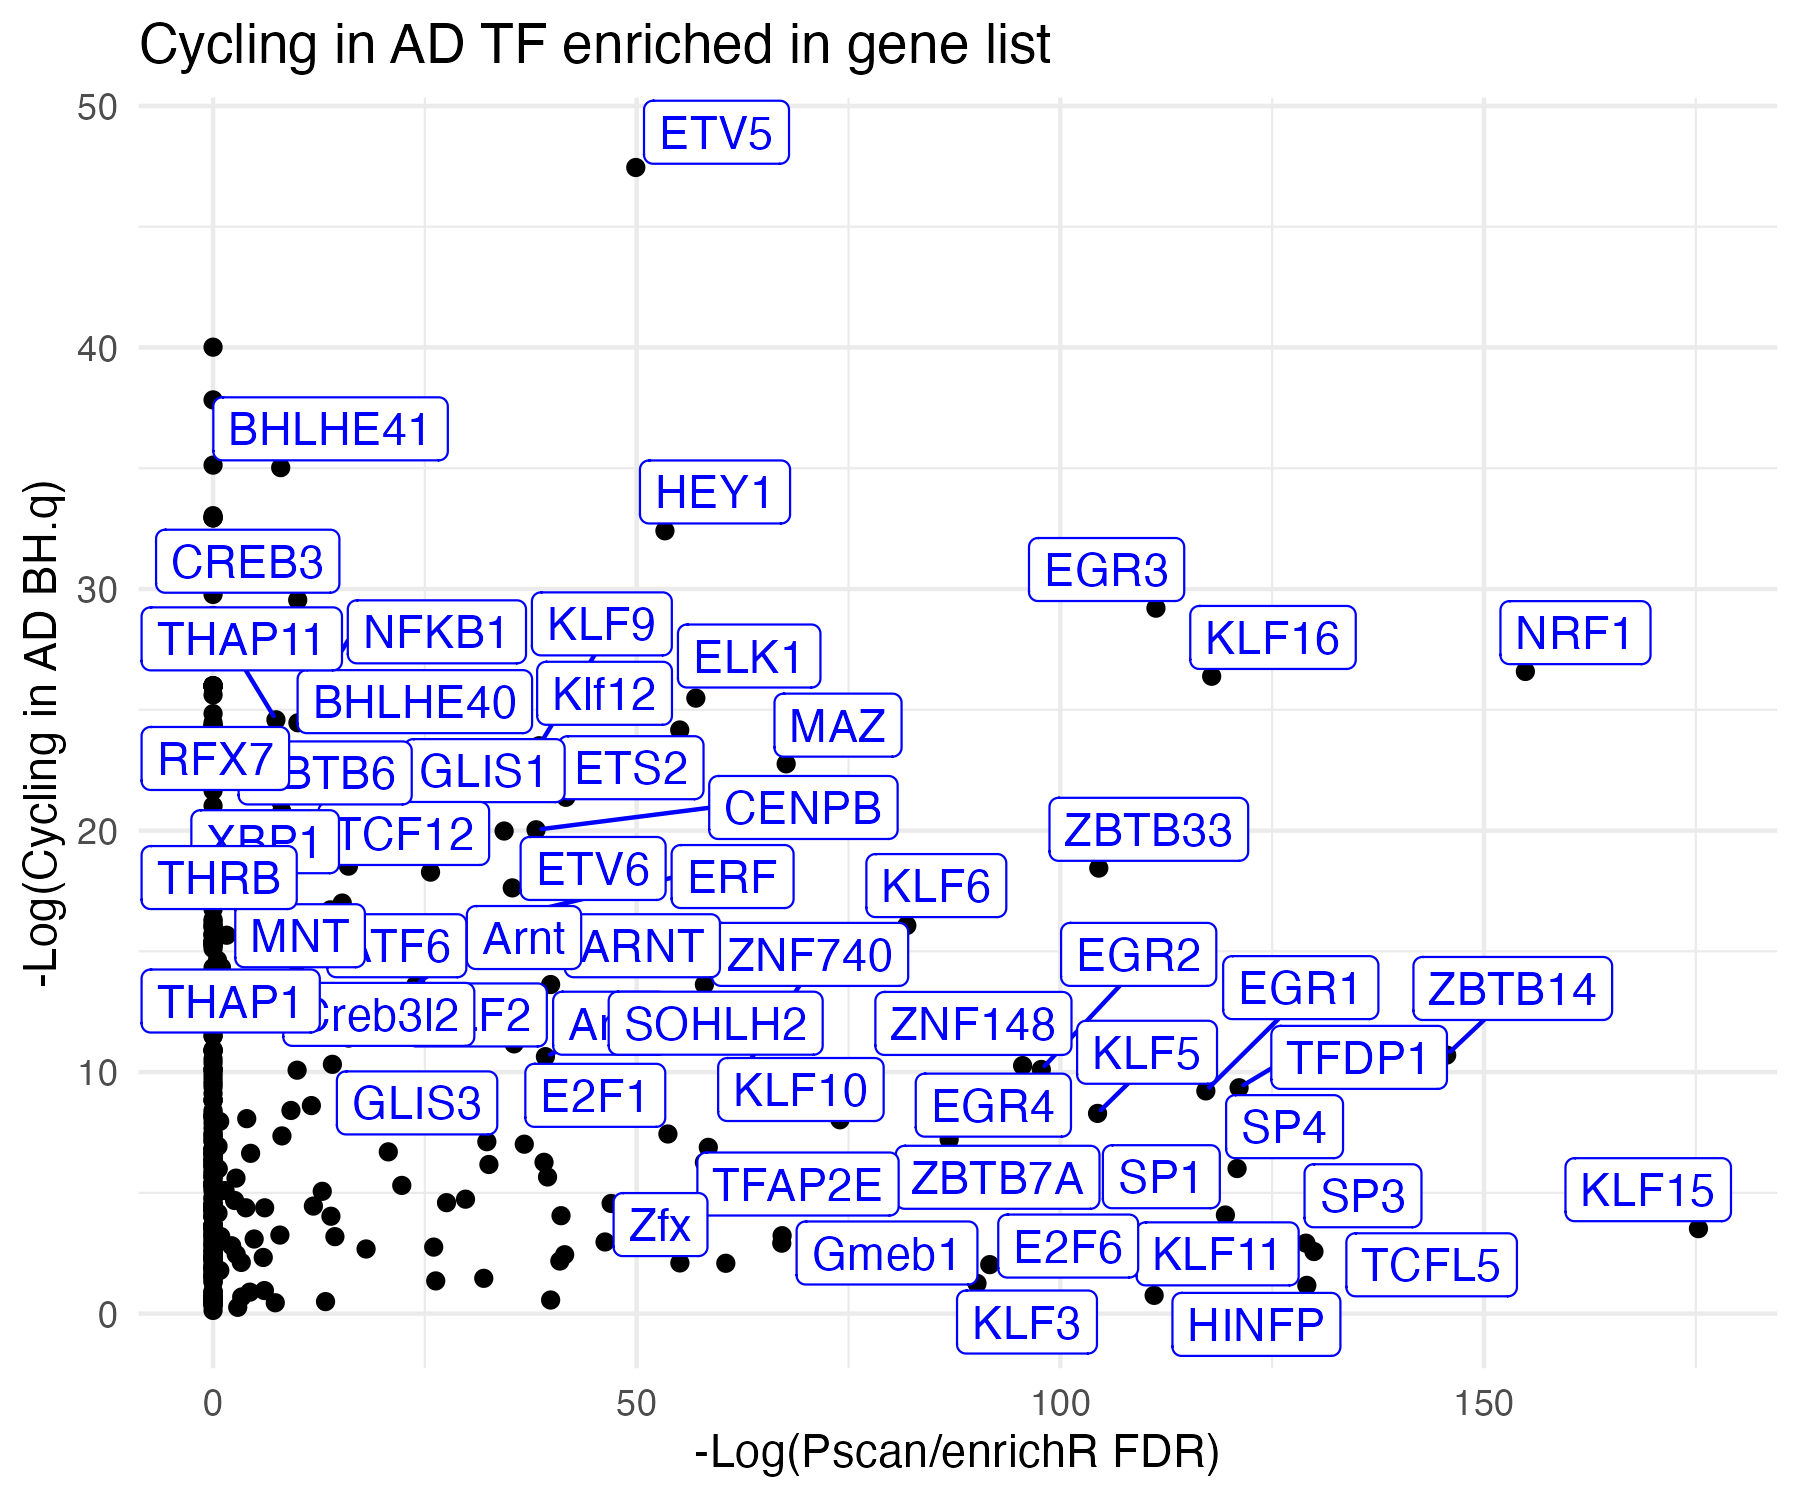 Cycling in AD TF enriched in gene list
50
ETV5
40
BHLHE41
HEY1
CREB3
EGR3
30
THAP11
NFKB1
KLF9
KLF16
NRF1
ELK1
BHLHE40
Klf12
MAZ
RFX7
BTB6
GLIS1
ETS2
CENPB
20
XBP1
TCF12
ZBTB33
THRB
ETV6
ERF
KLF6
MNT
TF6
Arnt
ARNT
ZNF740
EGR2
EGR1
ZBTB14
THAP1
Creb3l2
F2
Ar
SOHLH2
ZNF148
KLF5
TFDP1
10
GLIS3
E2F1
KLF10
EGR4
SP4
TFAP2E
ZBTB7A
SP1
SP3
KLF15
Zfx
Gmeb1
E2F6
KLF11
TCFL5
0
KLF3
HINFP
0 50 100 150
-Log(Pscan/enrichR FDR)
-Log(Cycling in AD BH.q)